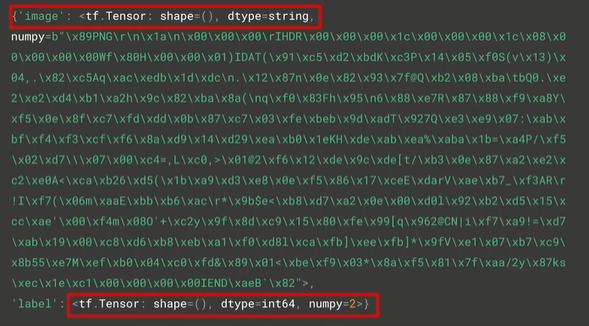 {'image': <tf.Tensor: shape=(), dtype=string,
numpy=b"\x89PNG\r\n\x1a\n\x00\x00\x00\rIHDR\x00\x00\x00\x1c\x00\x00\x00\x1c\x08\x00
0\x00\x00\x00\x00Wf\x80H\x00\x00\x01)IDAT(\x91\xc5\xd2\xbdK\xc3P\x14\x05\xf0S(v\x13)\x
04,.\x82\xc5Aq\xac\xedb\x1d\xdc\n.\x12\x87n\x0e\x82\x93\x7f@Q\xb2\x08\xba\tbQ0.\xe
2\xe2\xd4\xb1\xa2h\x9c\x82\xba\x8a(\nq\xf0\x83Fh\x95\n6\x88\xe7R\x87\x88\xf9\xa8Y\
xf5\x0e\x8f\xc7\xfd\xdd\x0b\x87\xc7\x03\xfe\xbeb\x9d\xadT\x927Q\xe3\xe9\x07:\xab\x
bf\xf4\xf3\xcf\xf6\x8a\xd9\x14\xd29\xea\xb0\x1eKH\xde\xab\xea%\xaba\x1b=\xa4P/\xf5
\x02\xd7\\\x07\x00\xc4=,L\xc0,>\x01@2\xf6\x12\xde\x9c\xde[t/\xb3\x0e\x87\xa2\xe2\x
c2\xe0A<\xca\xb26\xd5(\x1b\xa9\xd3\xe8\x0e\xf5\x86\x17\xceE\xdarV\xae\xb7_\xf3AR\r
!I\xf7(\x06m\xaaE\xbb\xb6\xac\r*\x9b$e<\xb8\xd7\xa2\x0e\x00\xd0l\x92\xb2\xd5\x15\x
cc\xae'\x00\xf4m\x08O'+\xc2y\x9f\x8d\xc9\x15\x80\xfe\x99[q\x962@CN|i\xf7\xa9!=\xd7
\xab\x19\x00\xc8\xd6\xb8\xeb\xa1\xf0\xd8l\xca\xfb]\xee\xfb]*\x9fV\xe1\x07\xb7\xc9\
x8b55\xe7M\xef\xb0\x04\xc0\xfd&\x89\x01<\xbe\xf9\x03*\x8a\xf5\x81\x7f\xaa/2y\x87ks
\xec\x1e\xc1\x00\x00\x00\x00IEND\xaeB`\x82">,
'label': <tf.Tensor: shape=(), dtype=int64, numpy=2>}